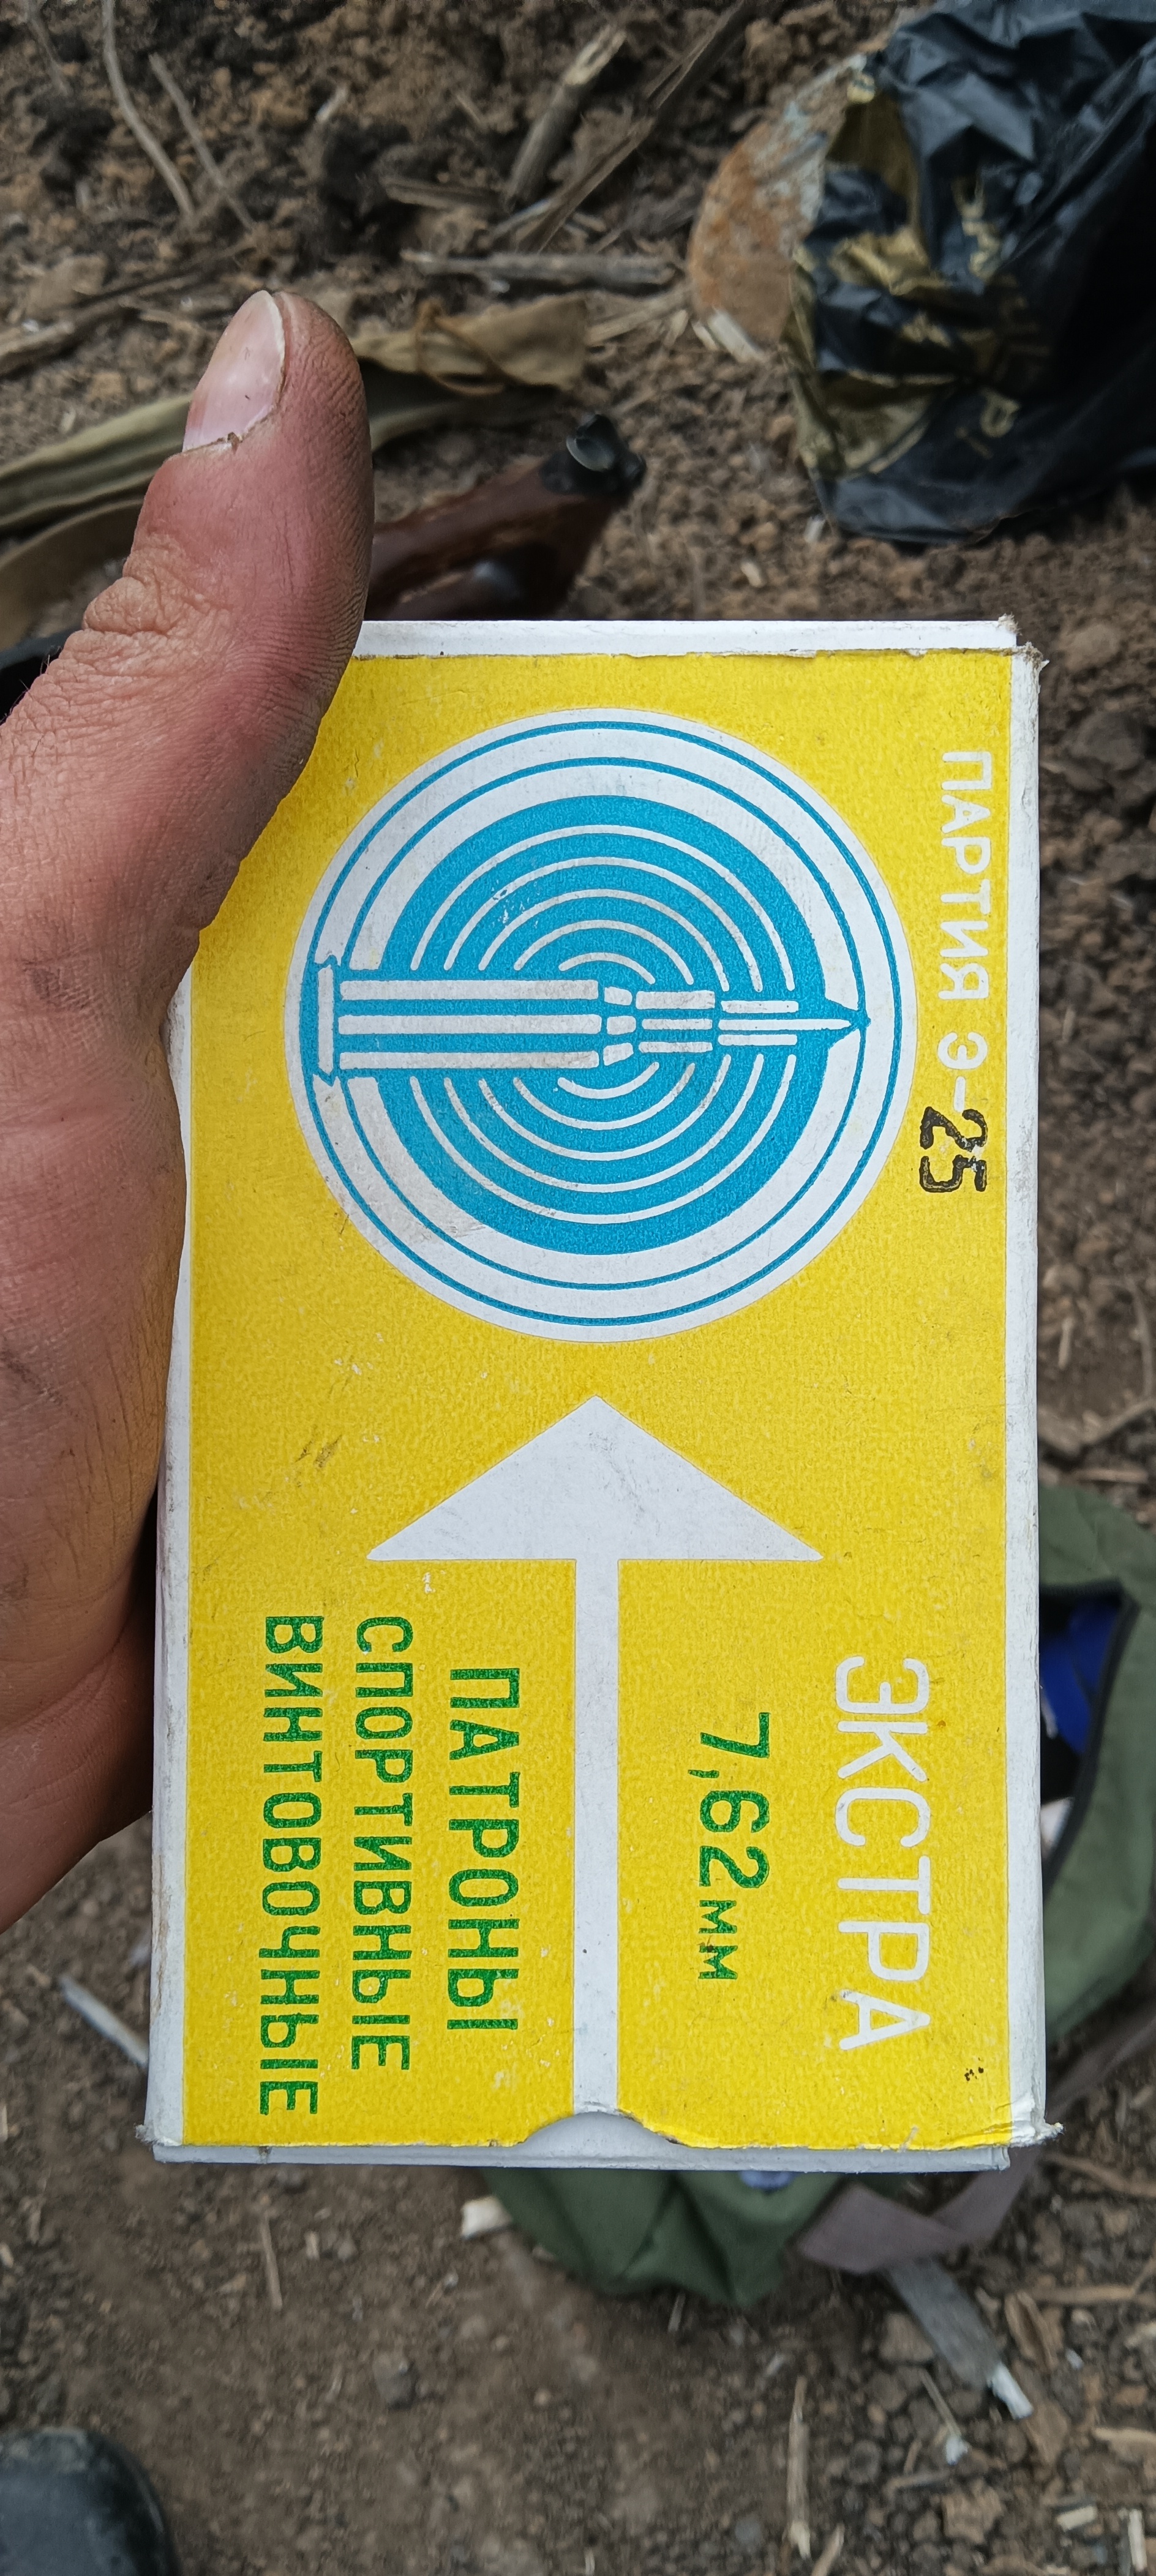 ПАРТИЯ Э-25
ЭКСТРА
7,62мм
ПАТРОНЫ
СПОРТИВНЫЕ
ВИНТОВОЧНЫЕ